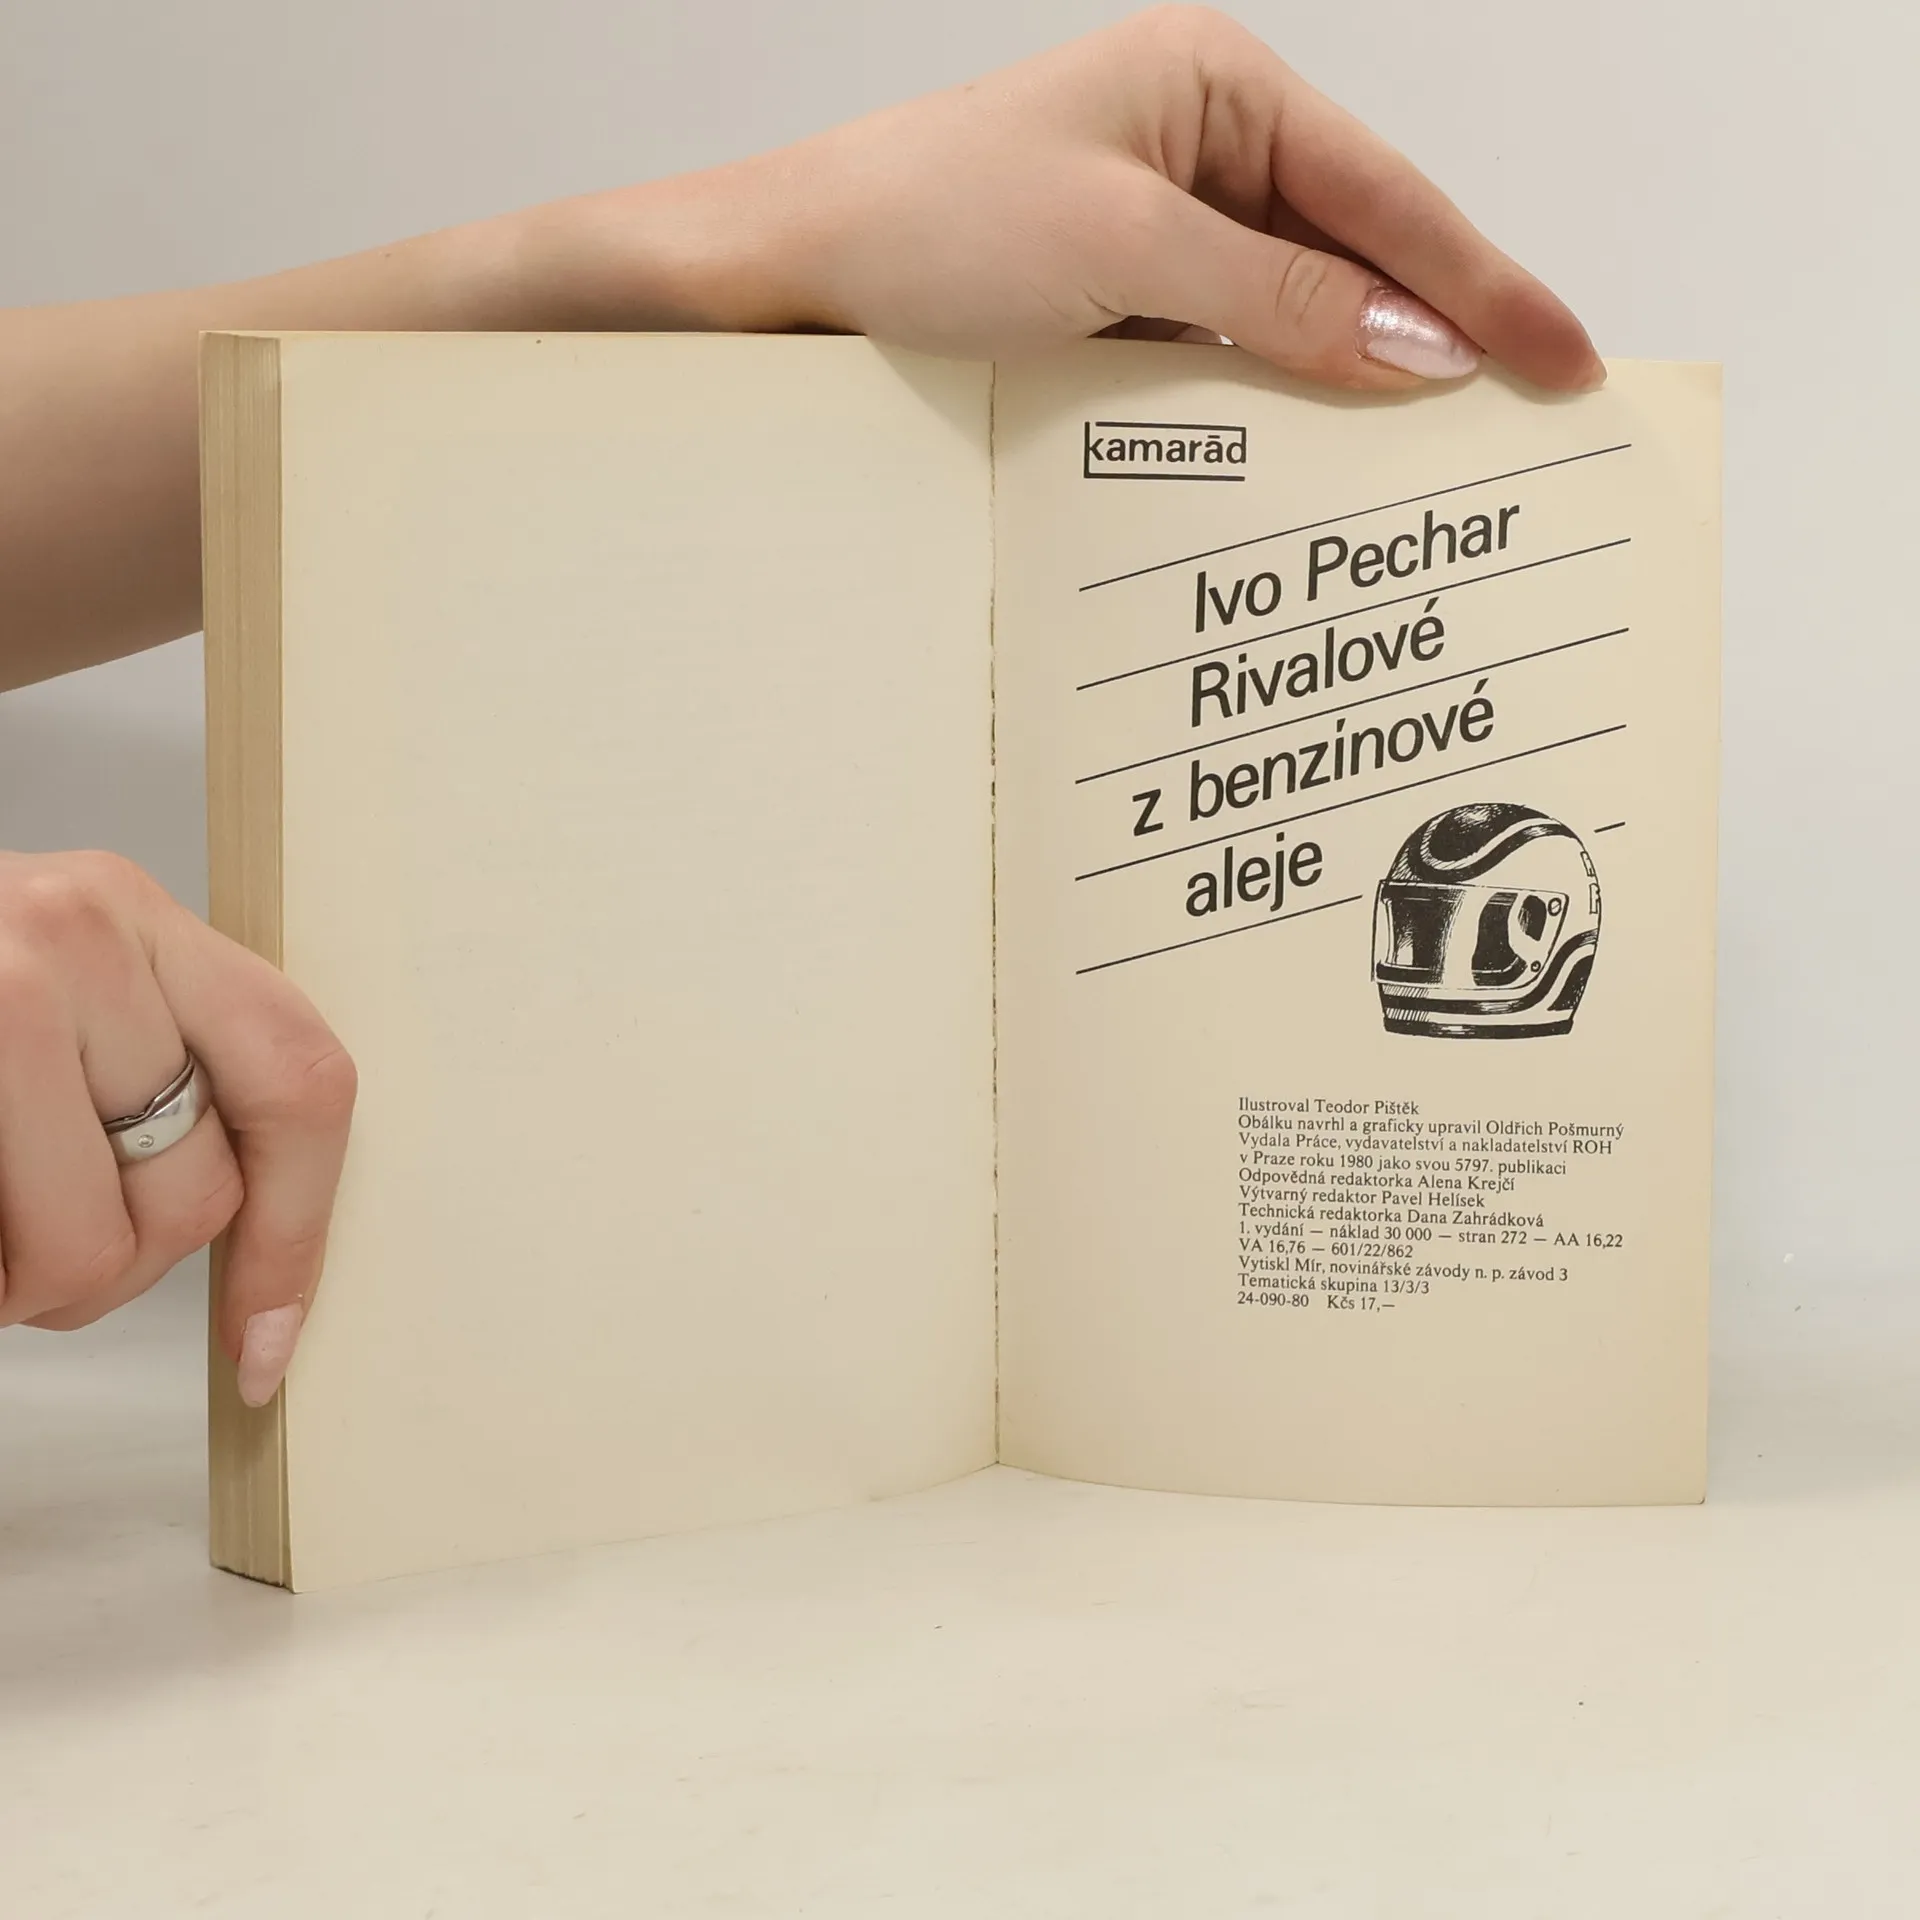 kamarād
Ivo Pechar
Rivalové
z benzínové
aleje
Ilustroval Teodor Pištěk
Obálku navrhl a graficky upravil Oldřich Pošmurný
Vydala Práce, vydavatelství a nakladatelství ROH
v Praze roku 1980 jako svou 5797. publikaci
Odpovědná redaktorka Alena Krejčí
Výtvarný redaktor Pavel Helísek
Technická redaktorka Dana Zahrádková
1. vydání — náklad 30 000 — stran 272 — AA 16,22
VA 16,76 — 601/22/862
Vytiskl Mír, novinářské závody n. p. závod 3
Tematická skupina 13/3/3
24-090-80 Kčs 17,—